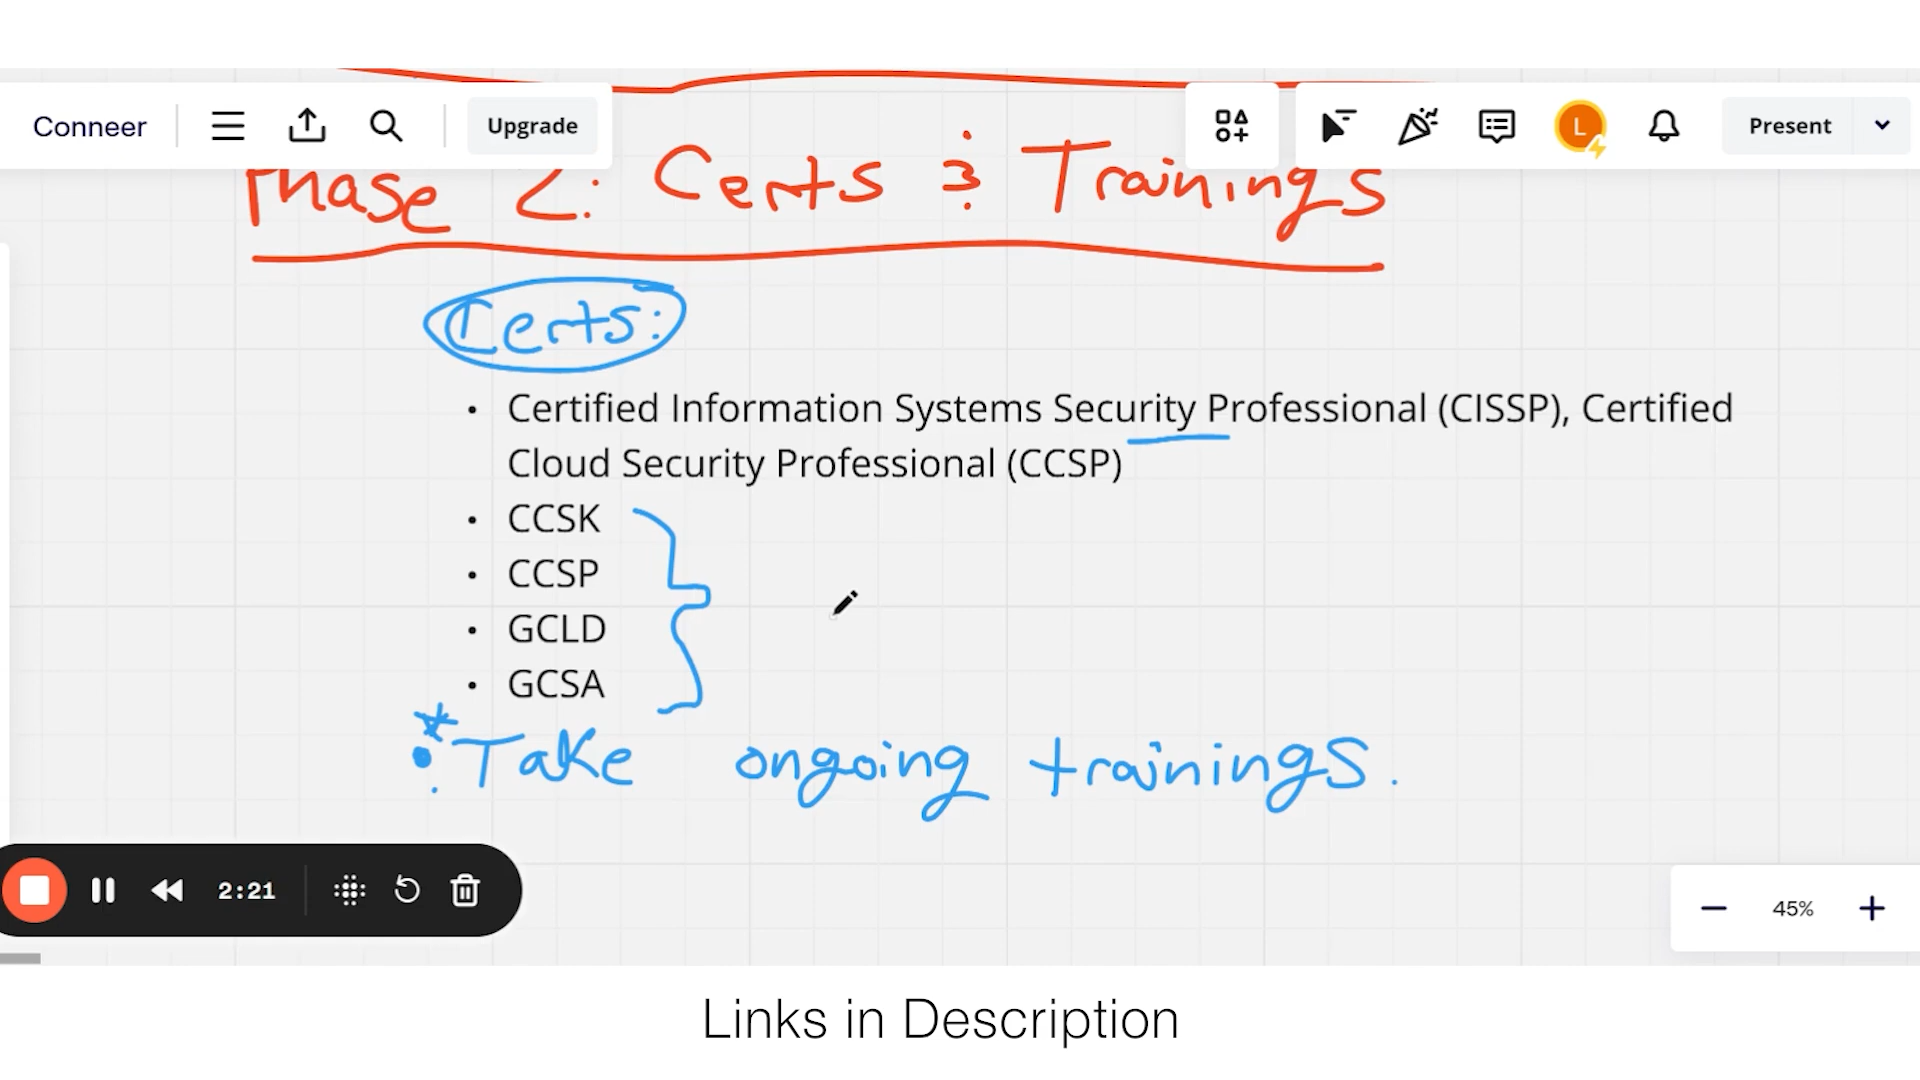 Conneer
Upgrade
L
Present
Phase 2: Certs & Trainings
Certs:
• Certified Information Systems Security Professional (CISSP), Certified
Cloud Security Professional (CCSP)
• CCSK
• CCSP
• GCLD
• GCSA
* Take ongoing trainings.
2:21
45%
Links in Description